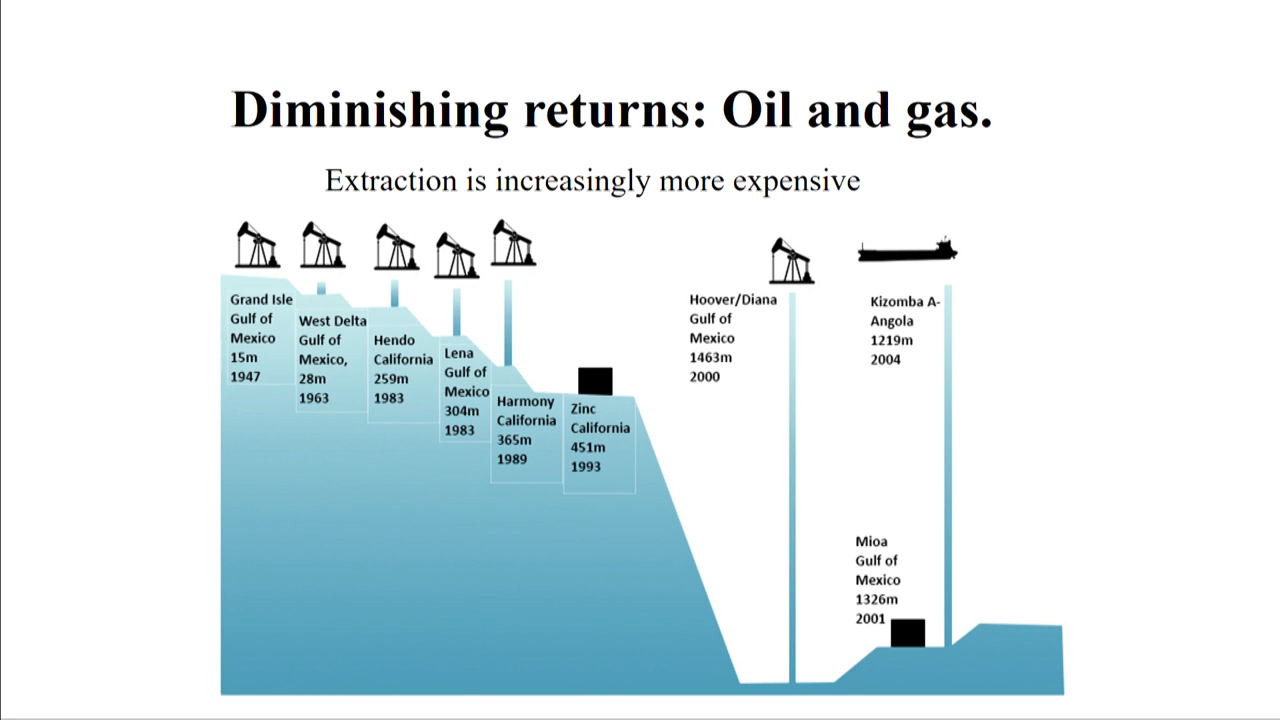 Diminishing returns: Oil and gas.
Extraction is increasingly more expensive
Grand Isle
Gulf of
Mexico
15m
1947
West Delta
Gulf of
Mexico,
28m
1963
Hendo
California
259m
1983
Lena
Gulf of
Mexico
304m
1983
Harmony
California
365m
1989
Zinc
California
451m
1993
Hoover/Diana
Gulf of
Mexico
1463m
2000
Kizomba A-
Angola
1219m
2004
Mioa
Gulf of
Mexico
1326m
2001